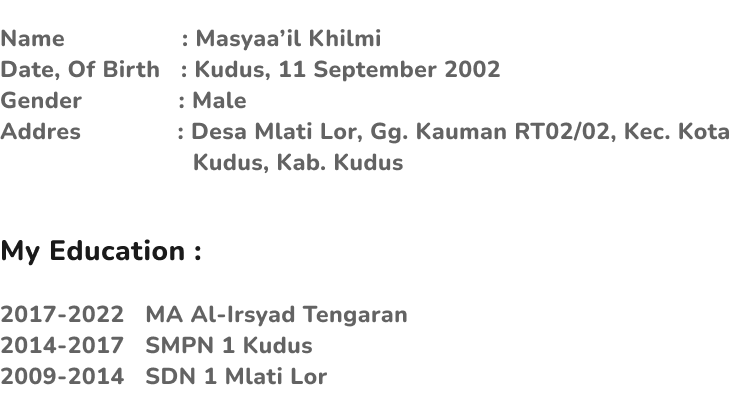 Name : Masyaa’il Khilmi
Date, Of Birth : Kudus, 11 September 2002
Gender : Male
Addres : Desa Mlati Lor, Gg. Kauman RT02/02, Kec. Kota
Kudus, Kab. Kudus
My Education :
2017-2022 MA Al-Irsyad Tengaran
2014-2017 SMPN 1 Kudus
2009-2014 SDN 1 Mlati Lor